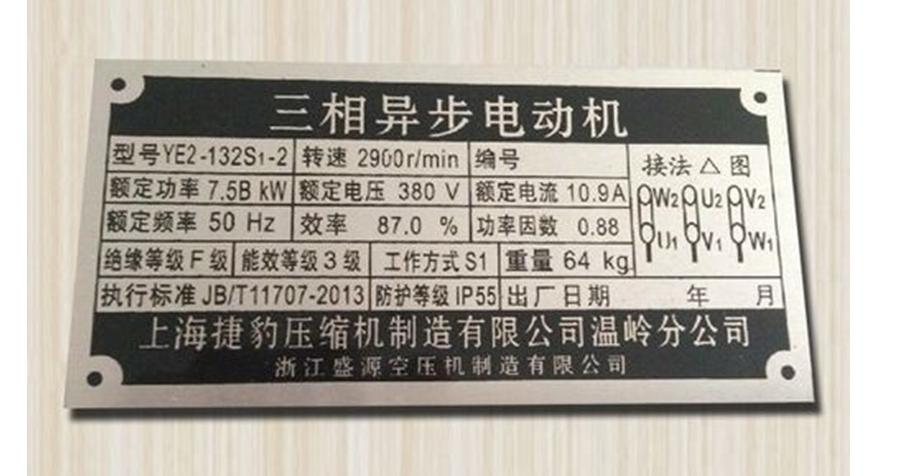 三相异步电动机
型号YE2-132S1-2 转速 2900r/min 编号
接法 △ 图
额定功率 7.5B kW 额定电压 380 V 额定电流 10.9A
W2 U2 V2
额定频率 50 Hz 效率 87.0 % 功率因数 0.88
U1 V1 W1
绝缘等级 F 级 能效等级 3 级 工作方式 S1 重量 64 kg
执行标准 JB/T11707-2013 防护等级 IP55 出厂日期 年 月
上海捷豹压缩机制造有限公司温岭分公司
浙江盛源空压机制造有限公司